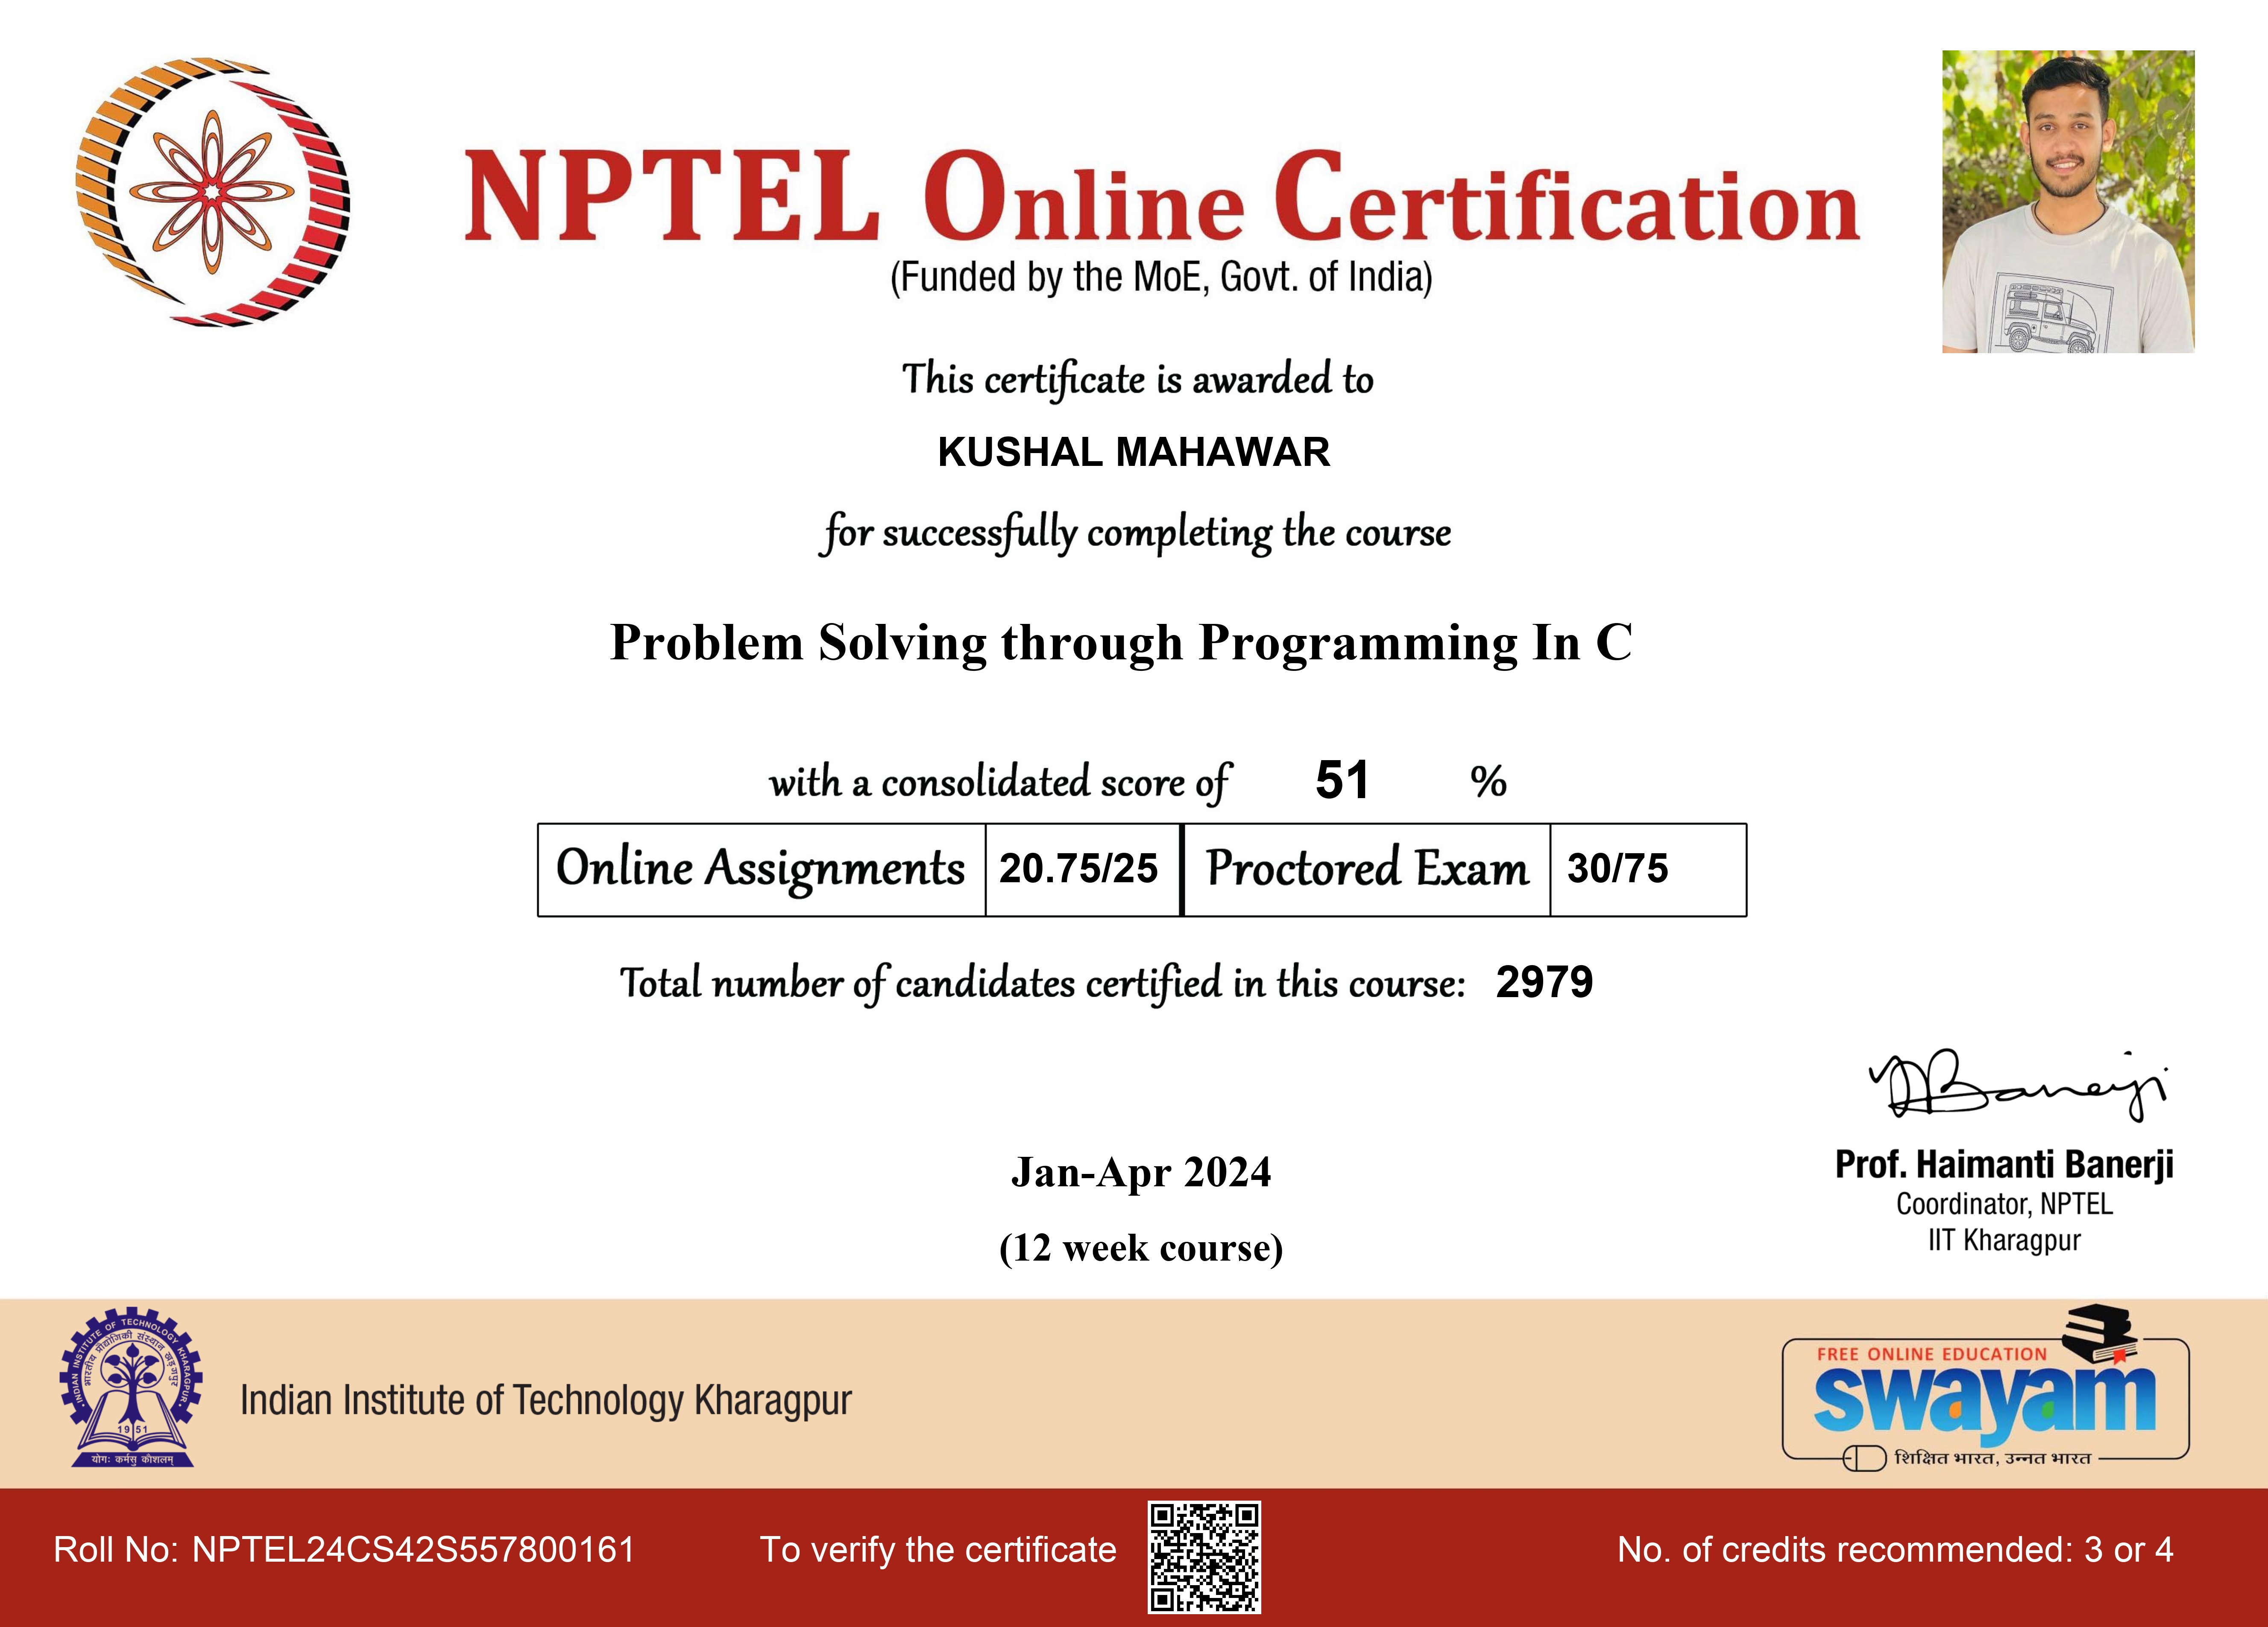 NPTEL Online Certification
(Funded by the MoE, Govt. of India)
This certificate is awarded to
KUSHAL MAHAWAR
for successfully completing the course
Problem Solving through Programming In C
with a consolidated score of 51 %
Online Assignments 20.75/25 Proctored Exam 30/75
Total number of candidates certified in this course: 2979
Banerji
Prof. Haimanti Banerji
Coordinator, NPTEL
IIT Kharagpur
Jan-Apr 2024
(12 week course)
INDIAN INSTITUTE OF TECHNOLOGY KHARAGPUR
भारतीय प्रौद्योगिकी संस्थान खड़गपुर
1951
योगः कर्मसु कौशलम्
Indian Institute of Technology Kharagpur
FREE ONLINE EDUCATION
swayam
शिक्षित भारत, उन्नत भारत
Roll No: NPTEL24CS42S557800161 To verify the certificate No. of credits recommended: 3 or 4